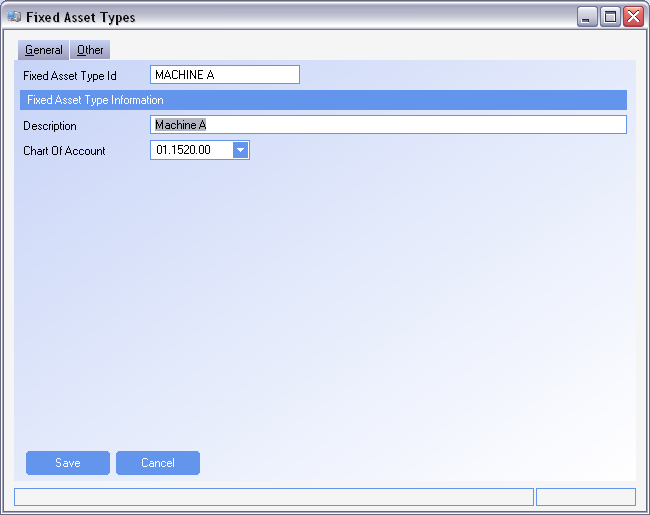 Fixed Asset Types
General Other
Fixed Asset Type Id MACHINE A
Fixed Asset Type Information
Description Machine A
Chart Of Account 01.1520.00
Save Cancel